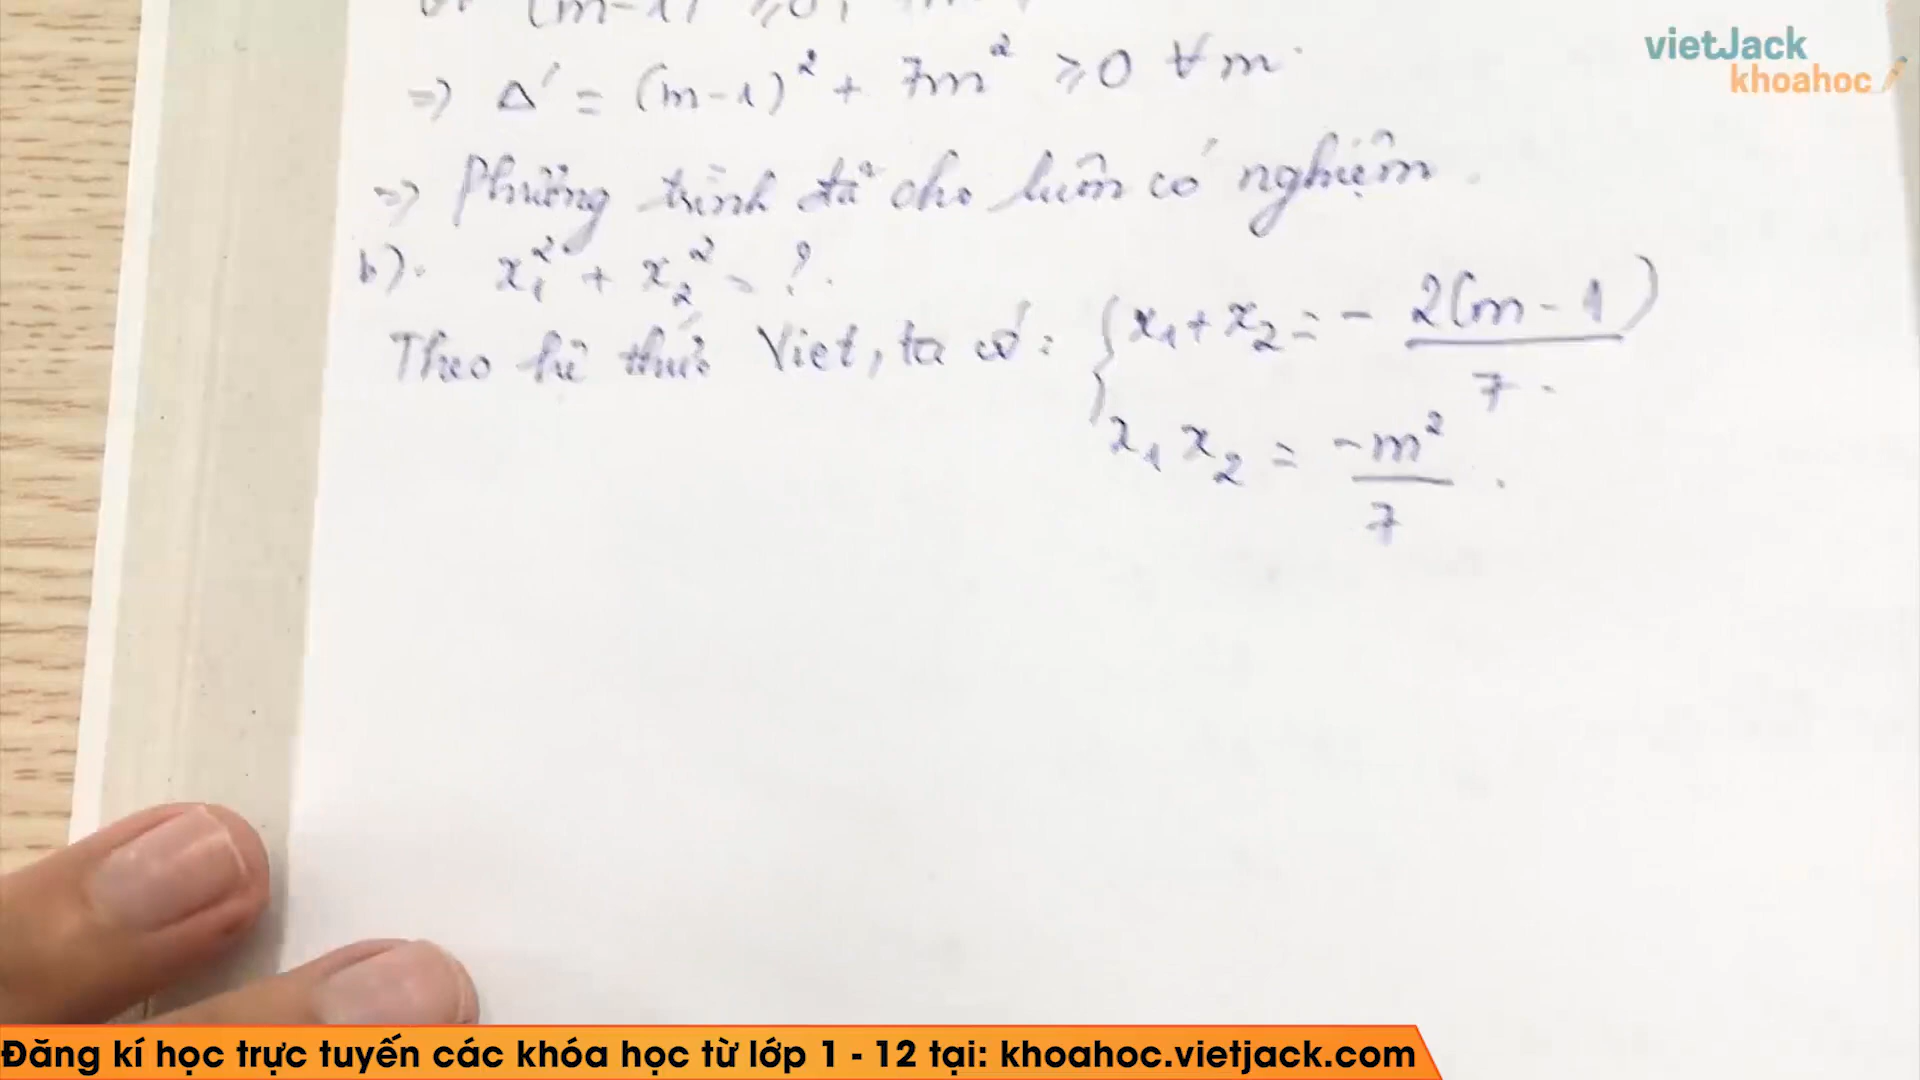 (m-1) ≥0,
vietJack
khoahoc
=> Δ' = (m-1)² + 7m² ≥0 ∀m.
=> Phương trình đã cho luôn có nghiệm.
b). x₁² + x₂² = ?.
Theo hệ thức Viet, ta có: { x₁+x₂ = - 2(m-1)/7.
x₁x₂ = -m²/7.
Đăng kí học trực tuyến các khóa học từ lớp 1 - 12 tại: khoahoc.vietjack.com